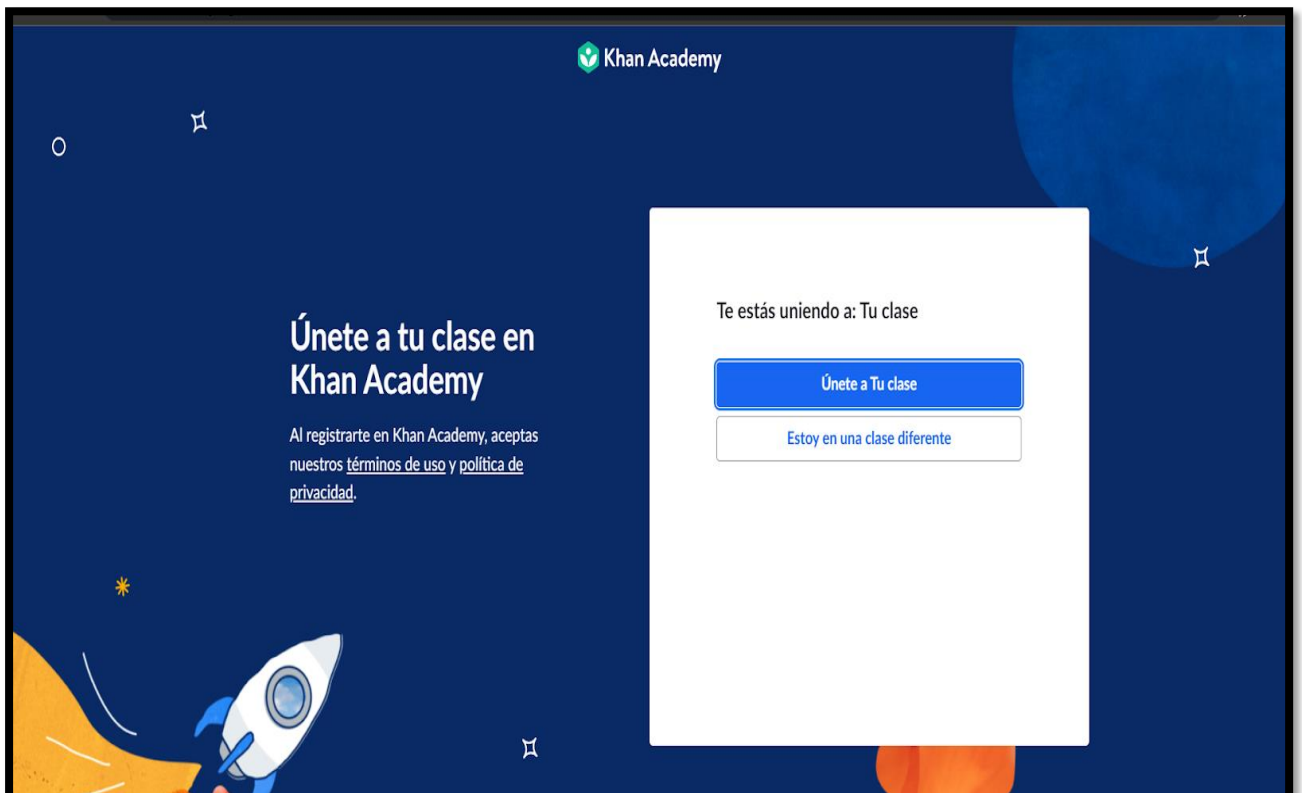 Khan Academy
Únete a tu clase en
Khan Academy
Al registrarte en Khan Academy, aceptas
nuestros términos de uso y política de
privacidad.
Te estás uniendo a: Tu clase
Únete a Tu clase
Estoy en una clase diferente